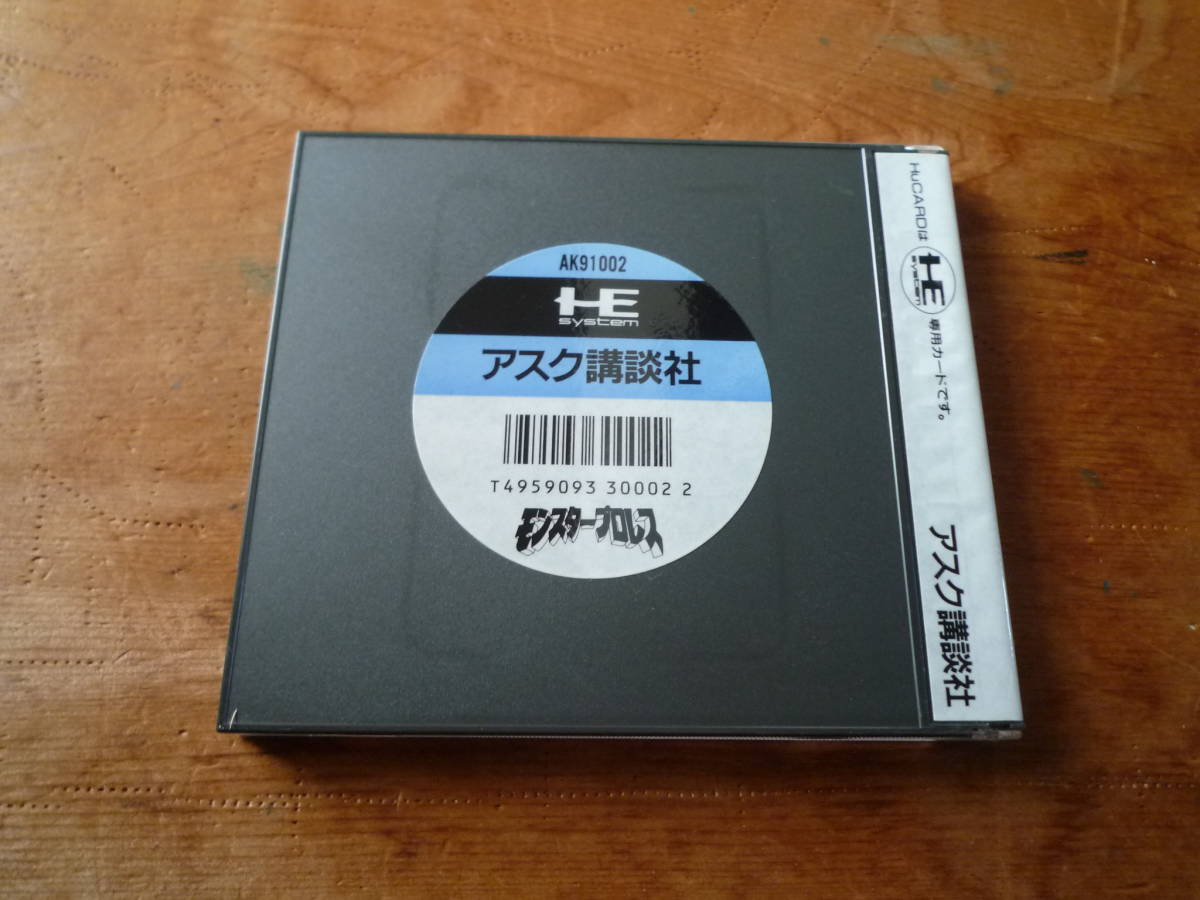 AK91002
HE
system
アスク講談社
T4959093 30002 2
モンスタープロレス
HuCARDは HE system 専用カードです。
アスク講談社